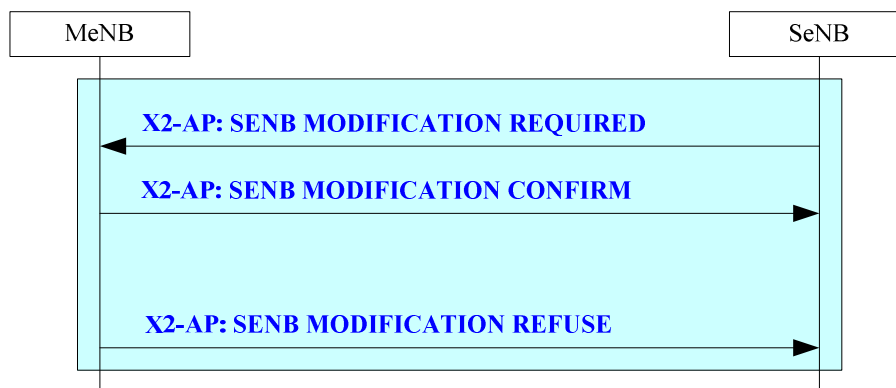 MeNB
SeNB
X2-AP: SENB MODIFICATION REQUIRED
X2-AP: SENB MODIFICATION CONFIRM
X2-AP: SENB MODIFICATION REFUSE